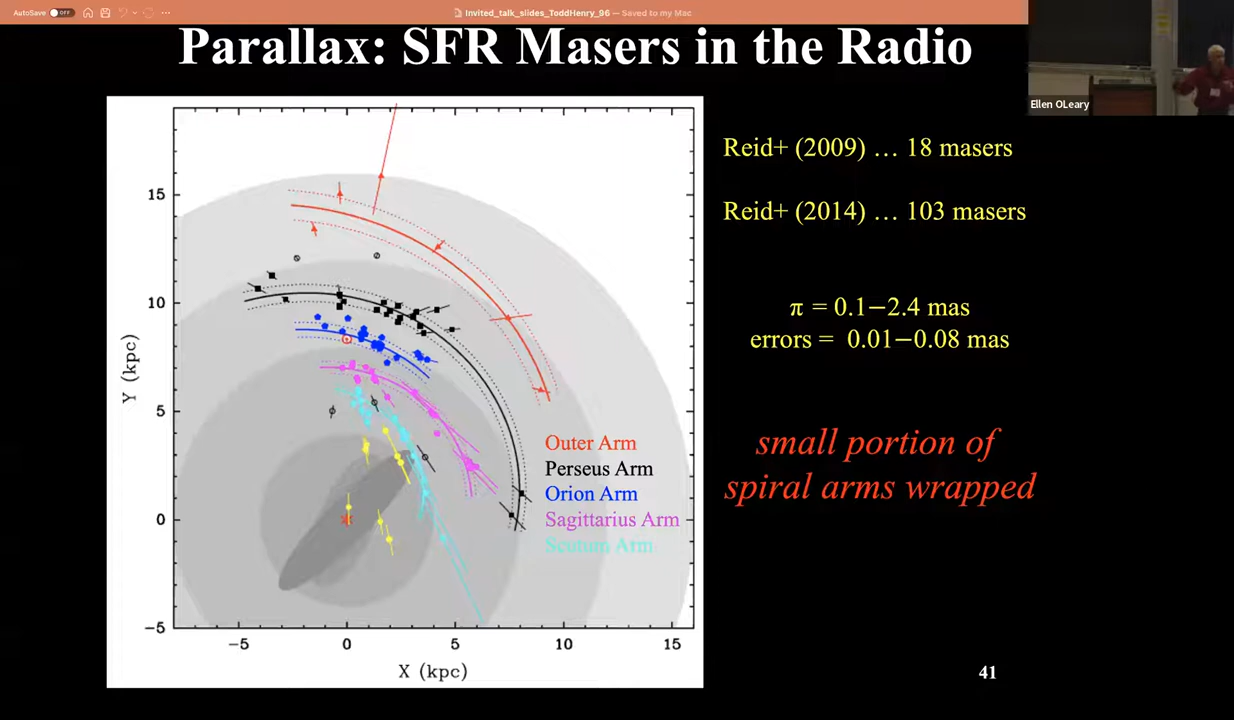 AutoSave OFF
Invited_talk_slides_ToddHenry_96 — Saved to my Mac
Parallax: SFR Masers in the Radio
Ellen OLeary
Reid+ (2009) … 18 masers
Reid+ (2014) … 103 masers
π = 0.1−2.4 mas
errors = 0.01−0.08 mas
small portion of
spiral arms wrapped
15
10
5
0
−5
Y (kpc)
Outer Arm
Perseus Arm
Orion Arm
Sagittarius Arm
Scutum Arm
−5 0 5 10 15
X (kpc)
41